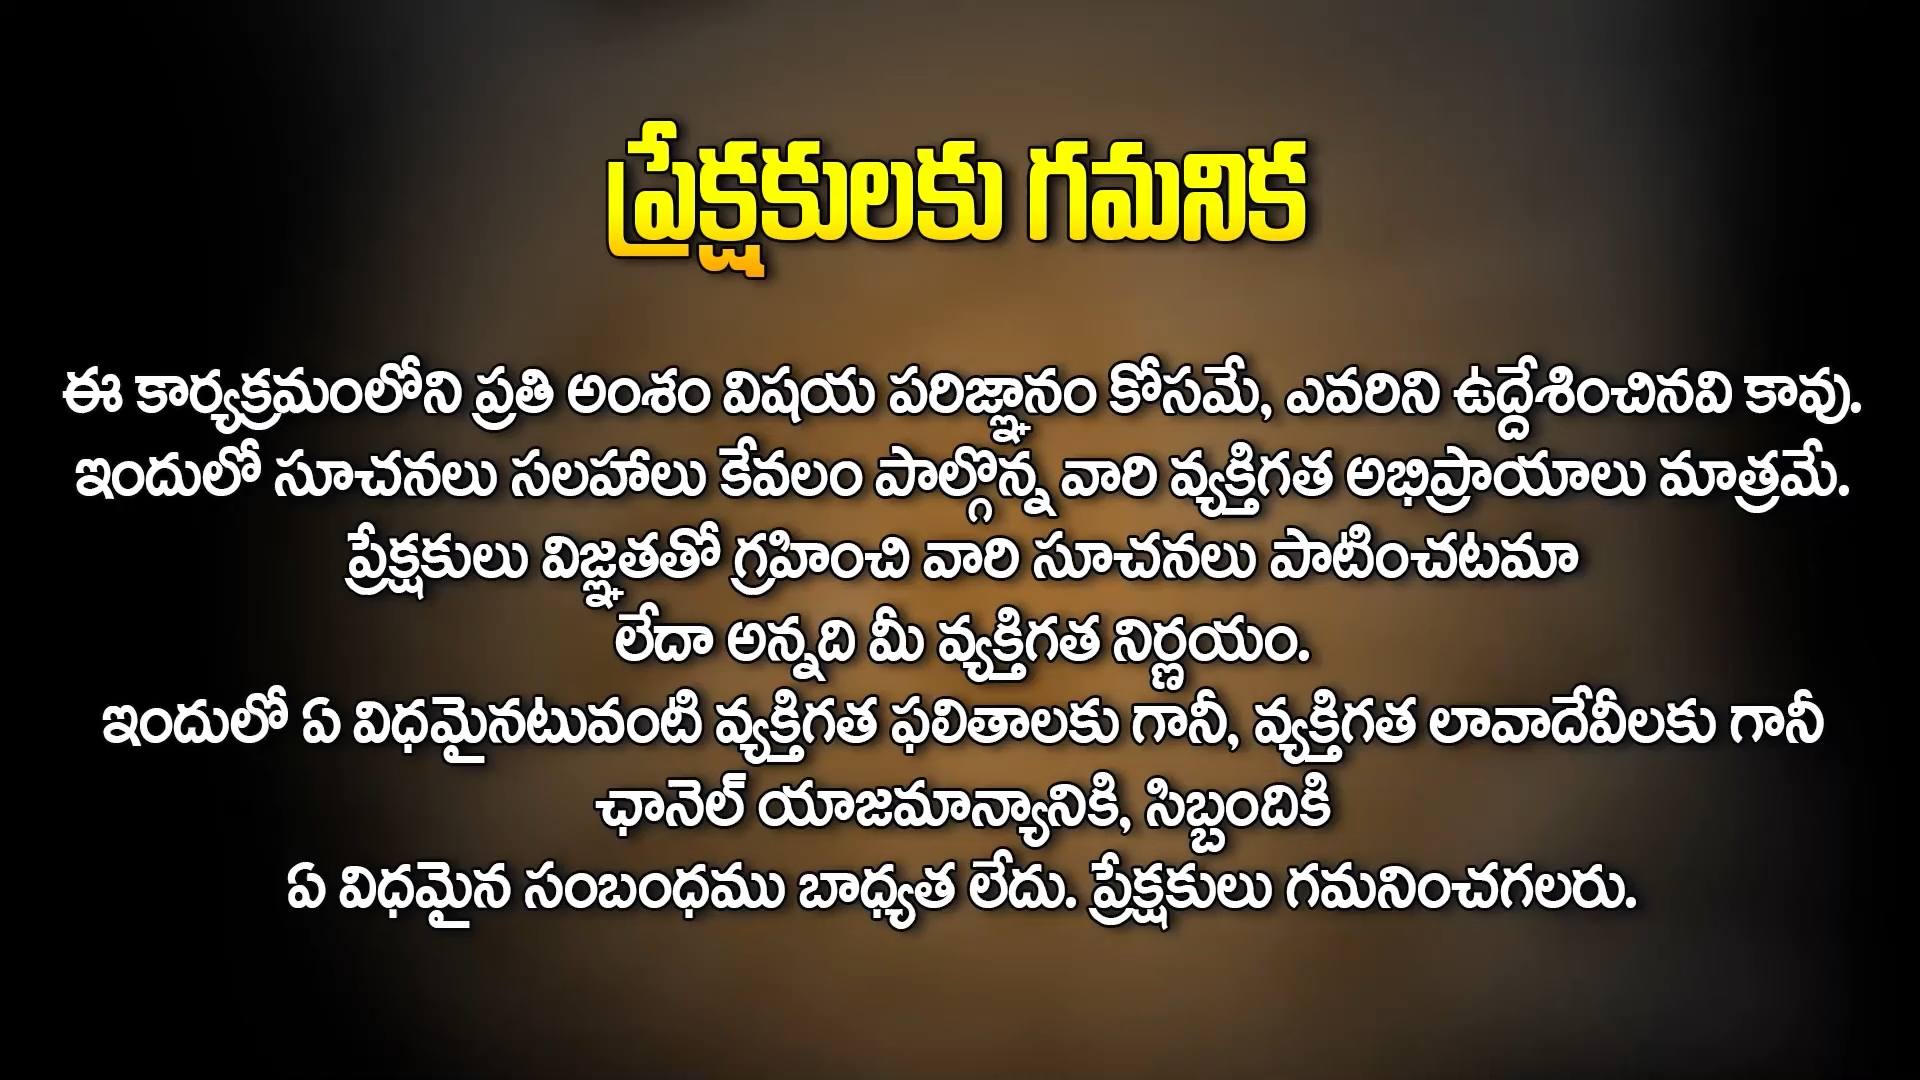 ప్రేక్షకులకు గమనిక
ఈ కార్యక్రమంలోని ప్రతి అంశం విషయ పరిజ్ఞానం కోసమే, ఎవరిని ఉద్దేశించినవి కావు.
ఇందులో సూచనలు సలహాలు కేవలం పాల్గొన్న వారి వ్యక్తిగత అభిప్రాయాలు మాత్రమే.
ప్రేక్షకులు విజ్ఞతతో గ్రహించి వారి సూచనలు పాటించటమా
లేదా అన్నది మీ వ్యక్తిగత నిర్ణయం.
ఇందులో ఏ విధమైనటువంటి వ్యక్తిగత ఫలితాలకు గానీ, వ్యక్తిగత లావాదేవీలకు గానీ
ఛానెల్ యాజమాన్యానికి, సిబ్బందికి
ఏ విధమైన సంబంధము బాధ్యత లేదు. ప్రేక్షకులు గమనించగలరు.